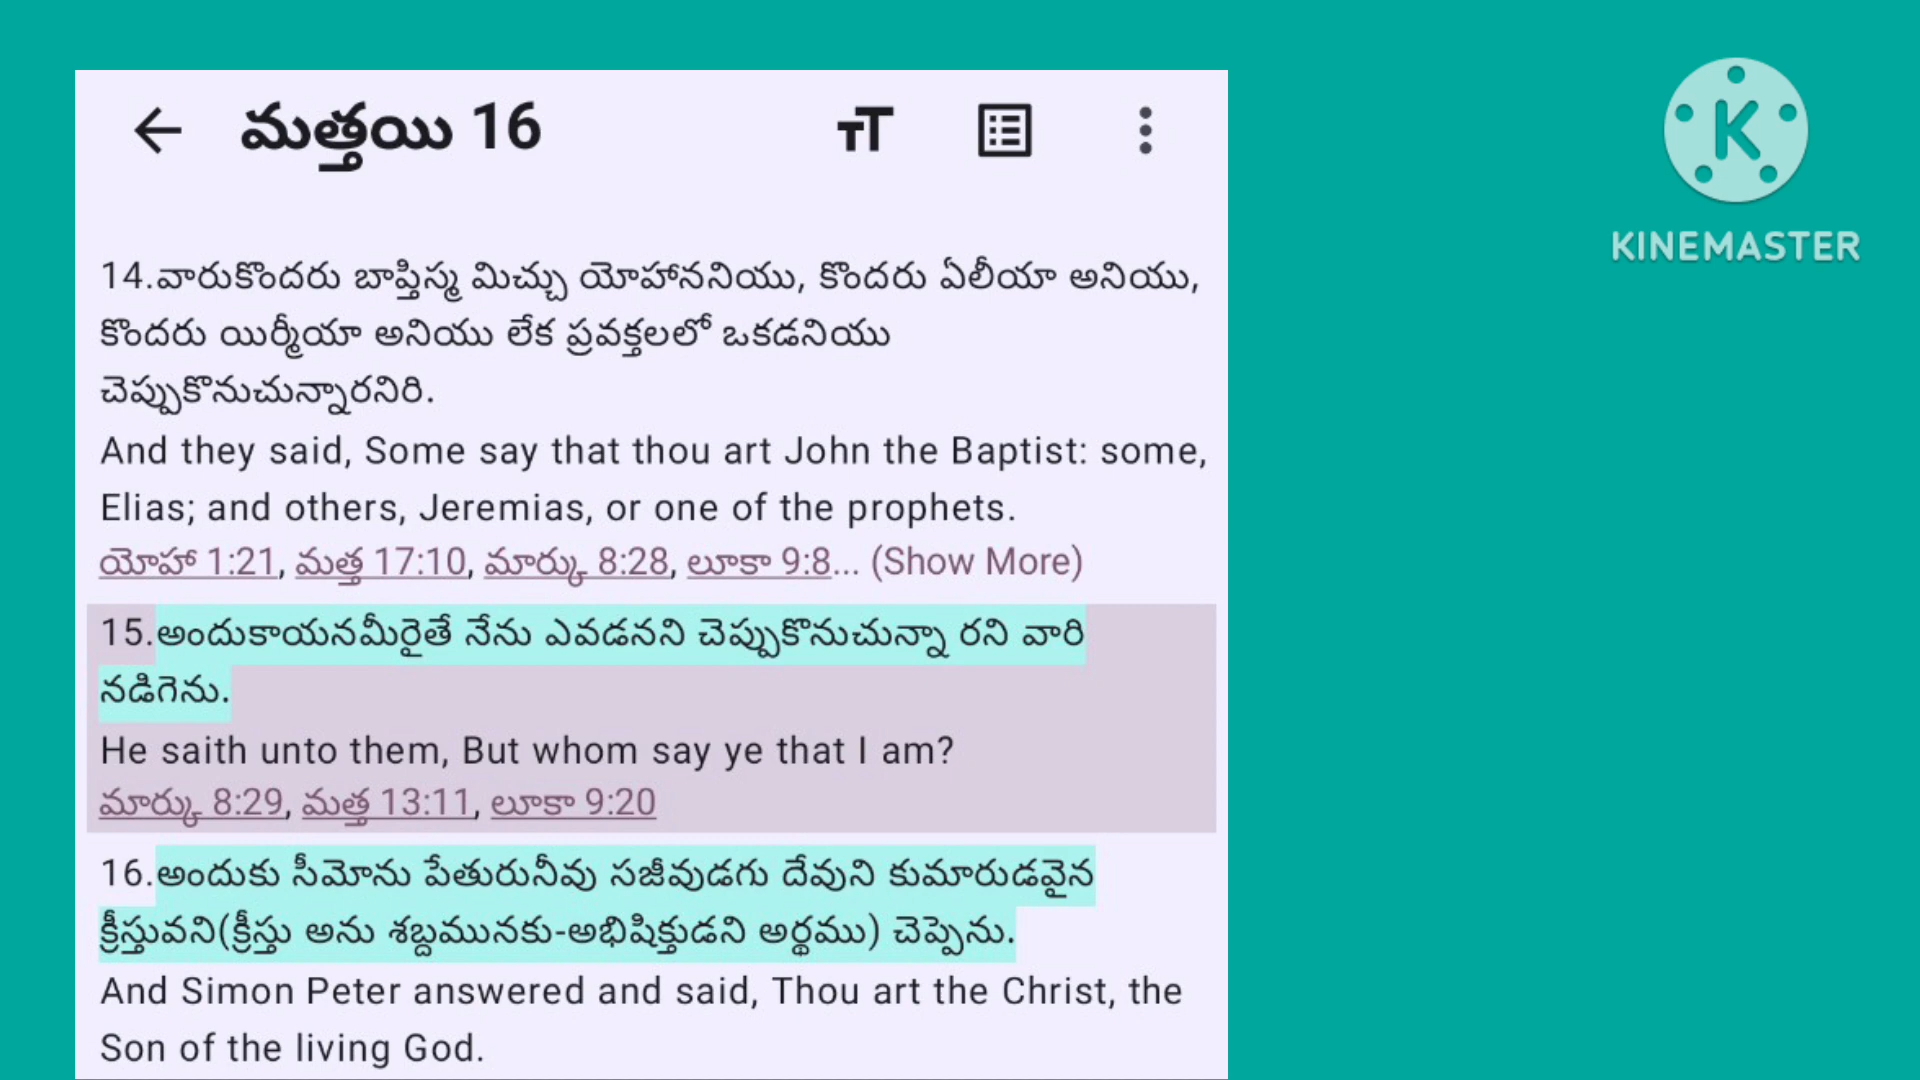 మత్తయి 16
KINEMASTER
14.వారుకొందరు బాప్తిస్మ మిచ్చు యోహాననియు, కొందరు ఏలీయా అనియు,
కొందరు యిర్మీయా అనియు లేక ప్రవక్తలలో ఒకడనియు
చెప్పుకొనుచున్నారనిరి.
And they said, Some say that thou art John the Baptist: some,
Elias; and others, Jeremias, or one of the prophets.
యోహా 1:21, మత్త 17:10, మార్కు 8:28, లూకా 9:8... (Show More)
15.అందుకాయనమీరైతే నేను ఎవడనని చెప్పుకొనుచున్నా రని వారి
నడిగెను.
He saith unto them, But whom say ye that I am?
మార్కు 8:29, మత్త 13:11, లూకా 9:20
16.అందుకు సీమోను పేతురునీవు సజీవుడగు దేవుని కుమారుడవైన
క్రీస్తువని(క్రీస్తు అను శబ్దమునకు-అభిషిక్తుడని అర్థము) చెప్పెను.
And Simon Peter answered and said, Thou art the Christ, the
Son of the living God.